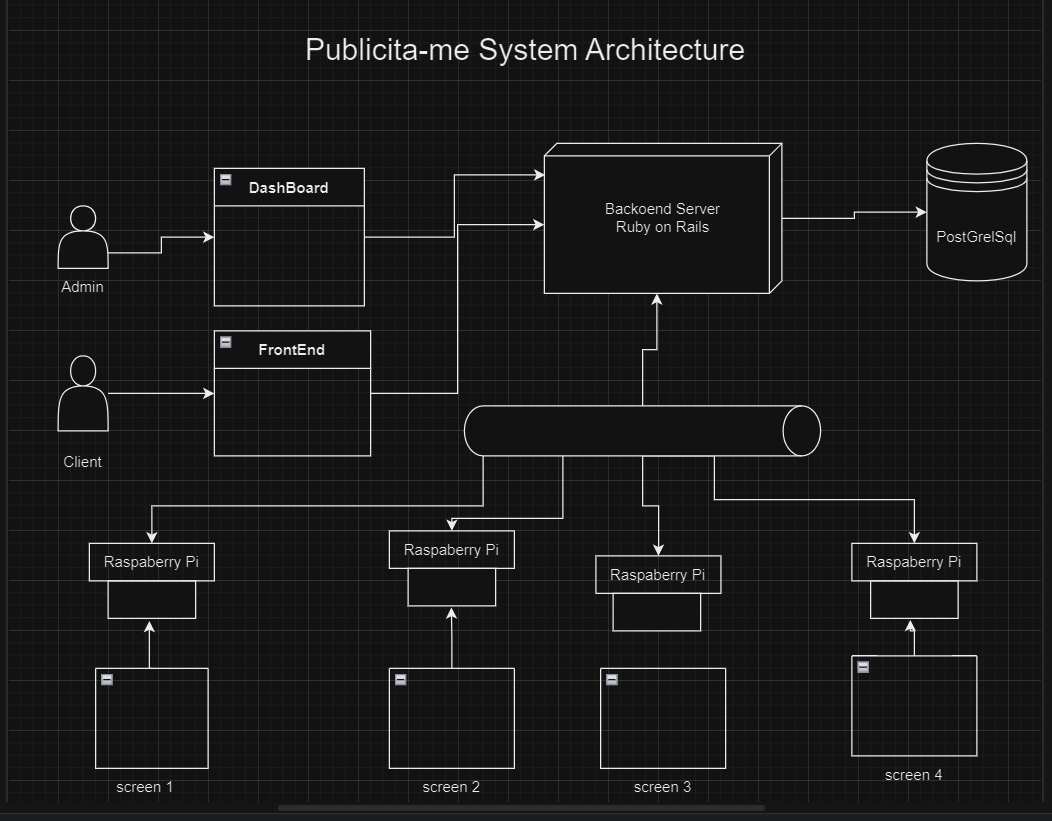 Publicita-me System Architecture
DashBoard
Backoend Server
Ruby on Rails
PostGrelSql
Admin
FrontEnd
Client
Raspaberry Pi
Raspaberry Pi
Raspaberry Pi
Raspaberry Pi
screen 1
screen 2
screen 3
screen 4